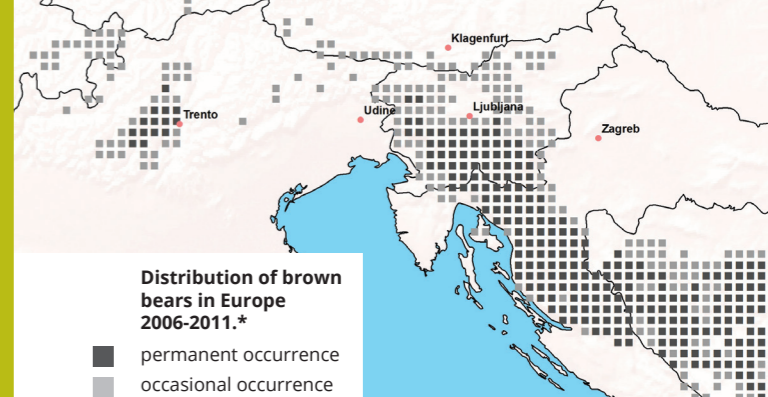 Klagenfurt
Ljubljana
Udine
Trento
Zagreb
Distribution of brown
bears in Europe
2006-2011.*
permanent occurrence
occasional occurrence